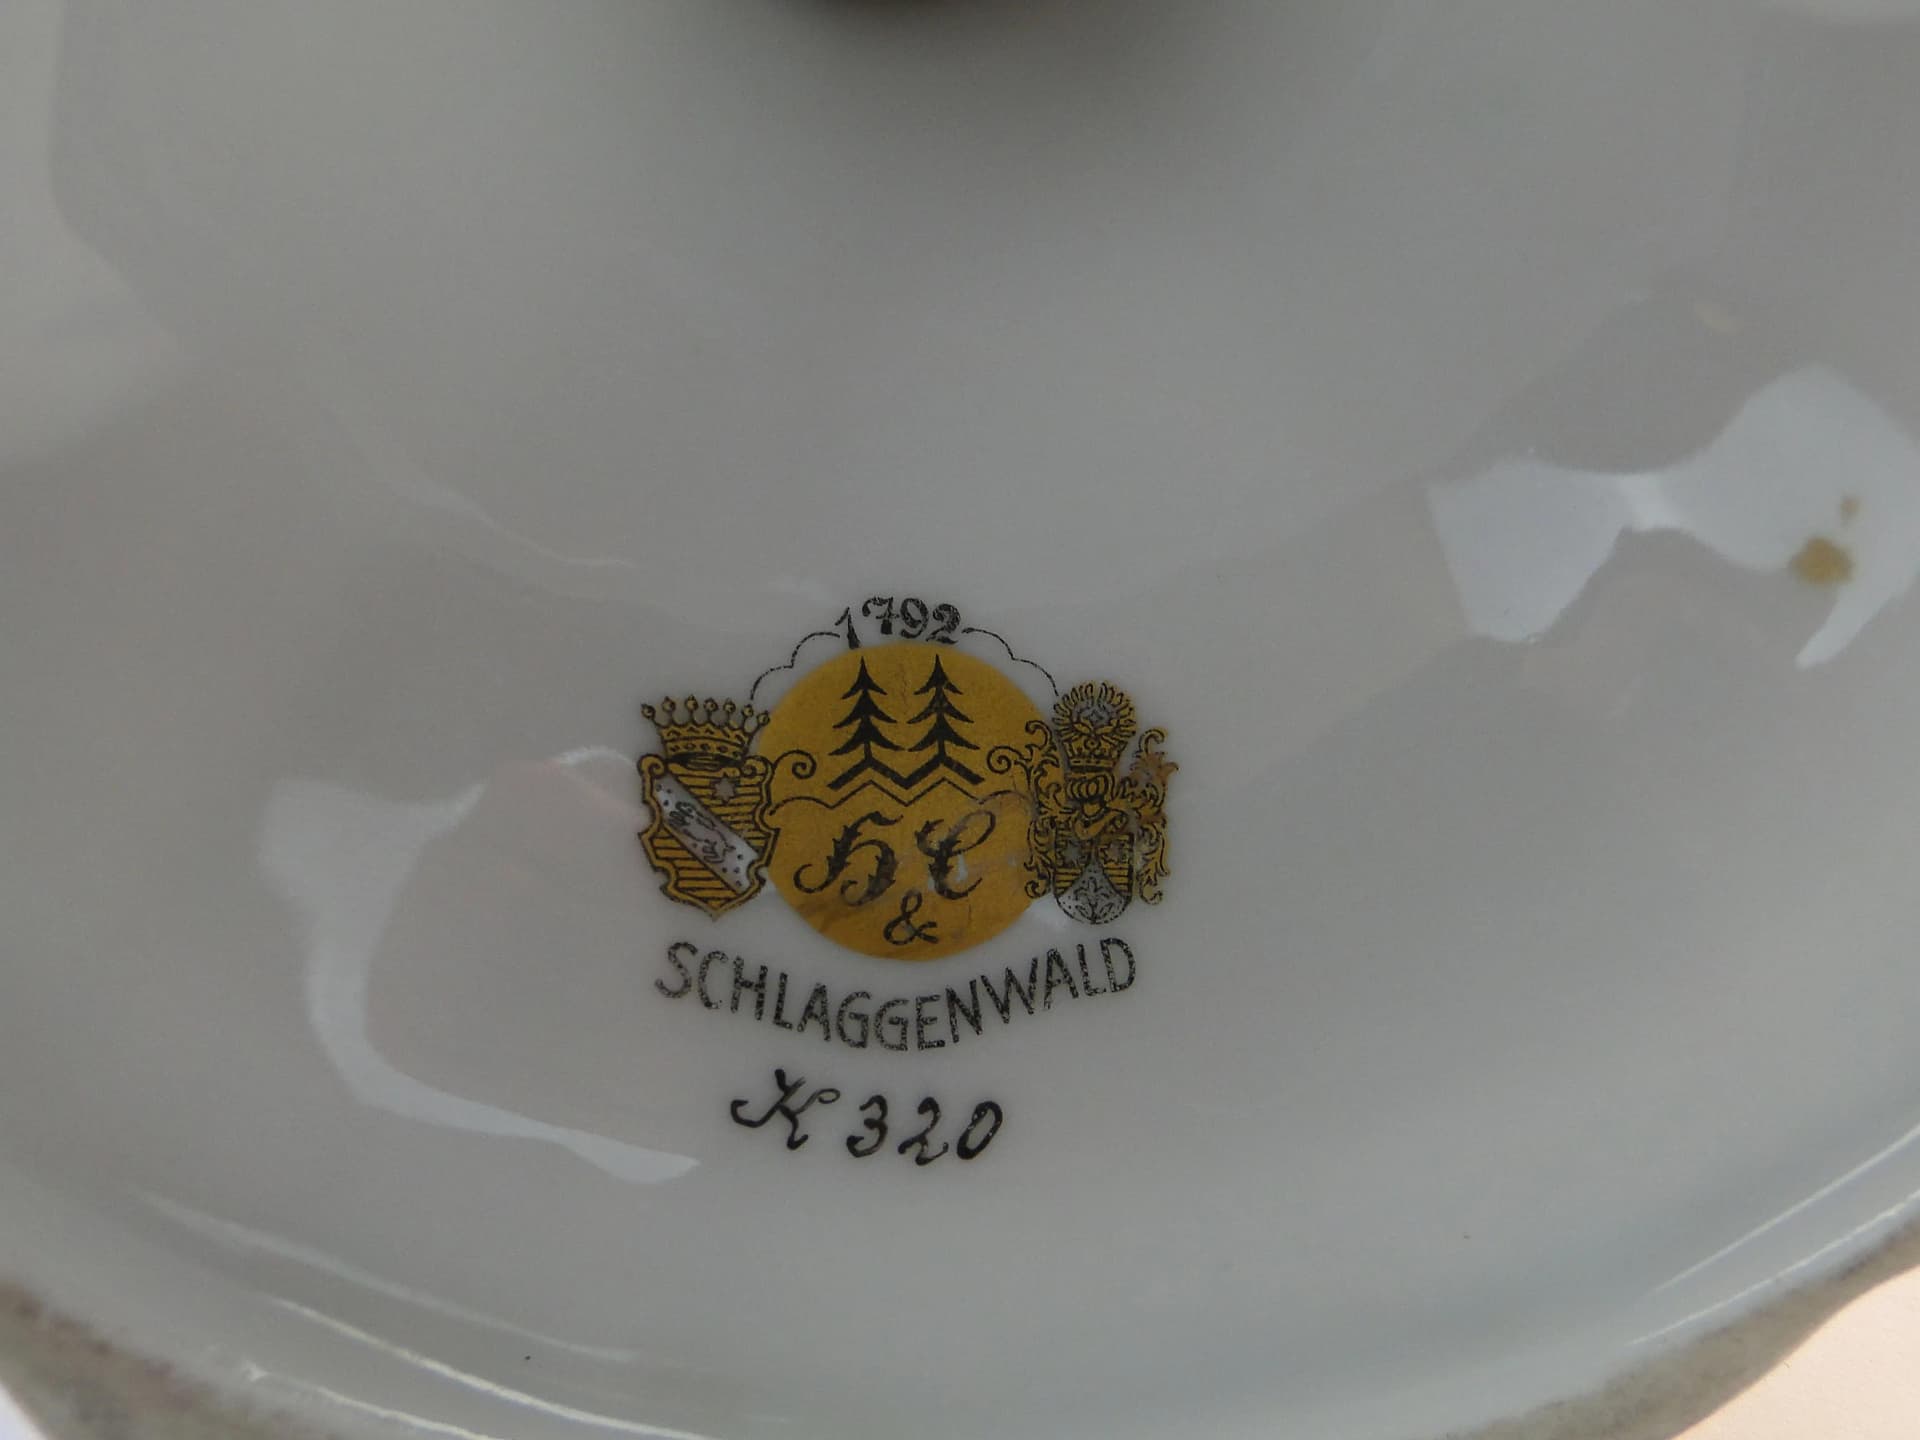 1792
H & C
SCHLAGGENWALD
K 320